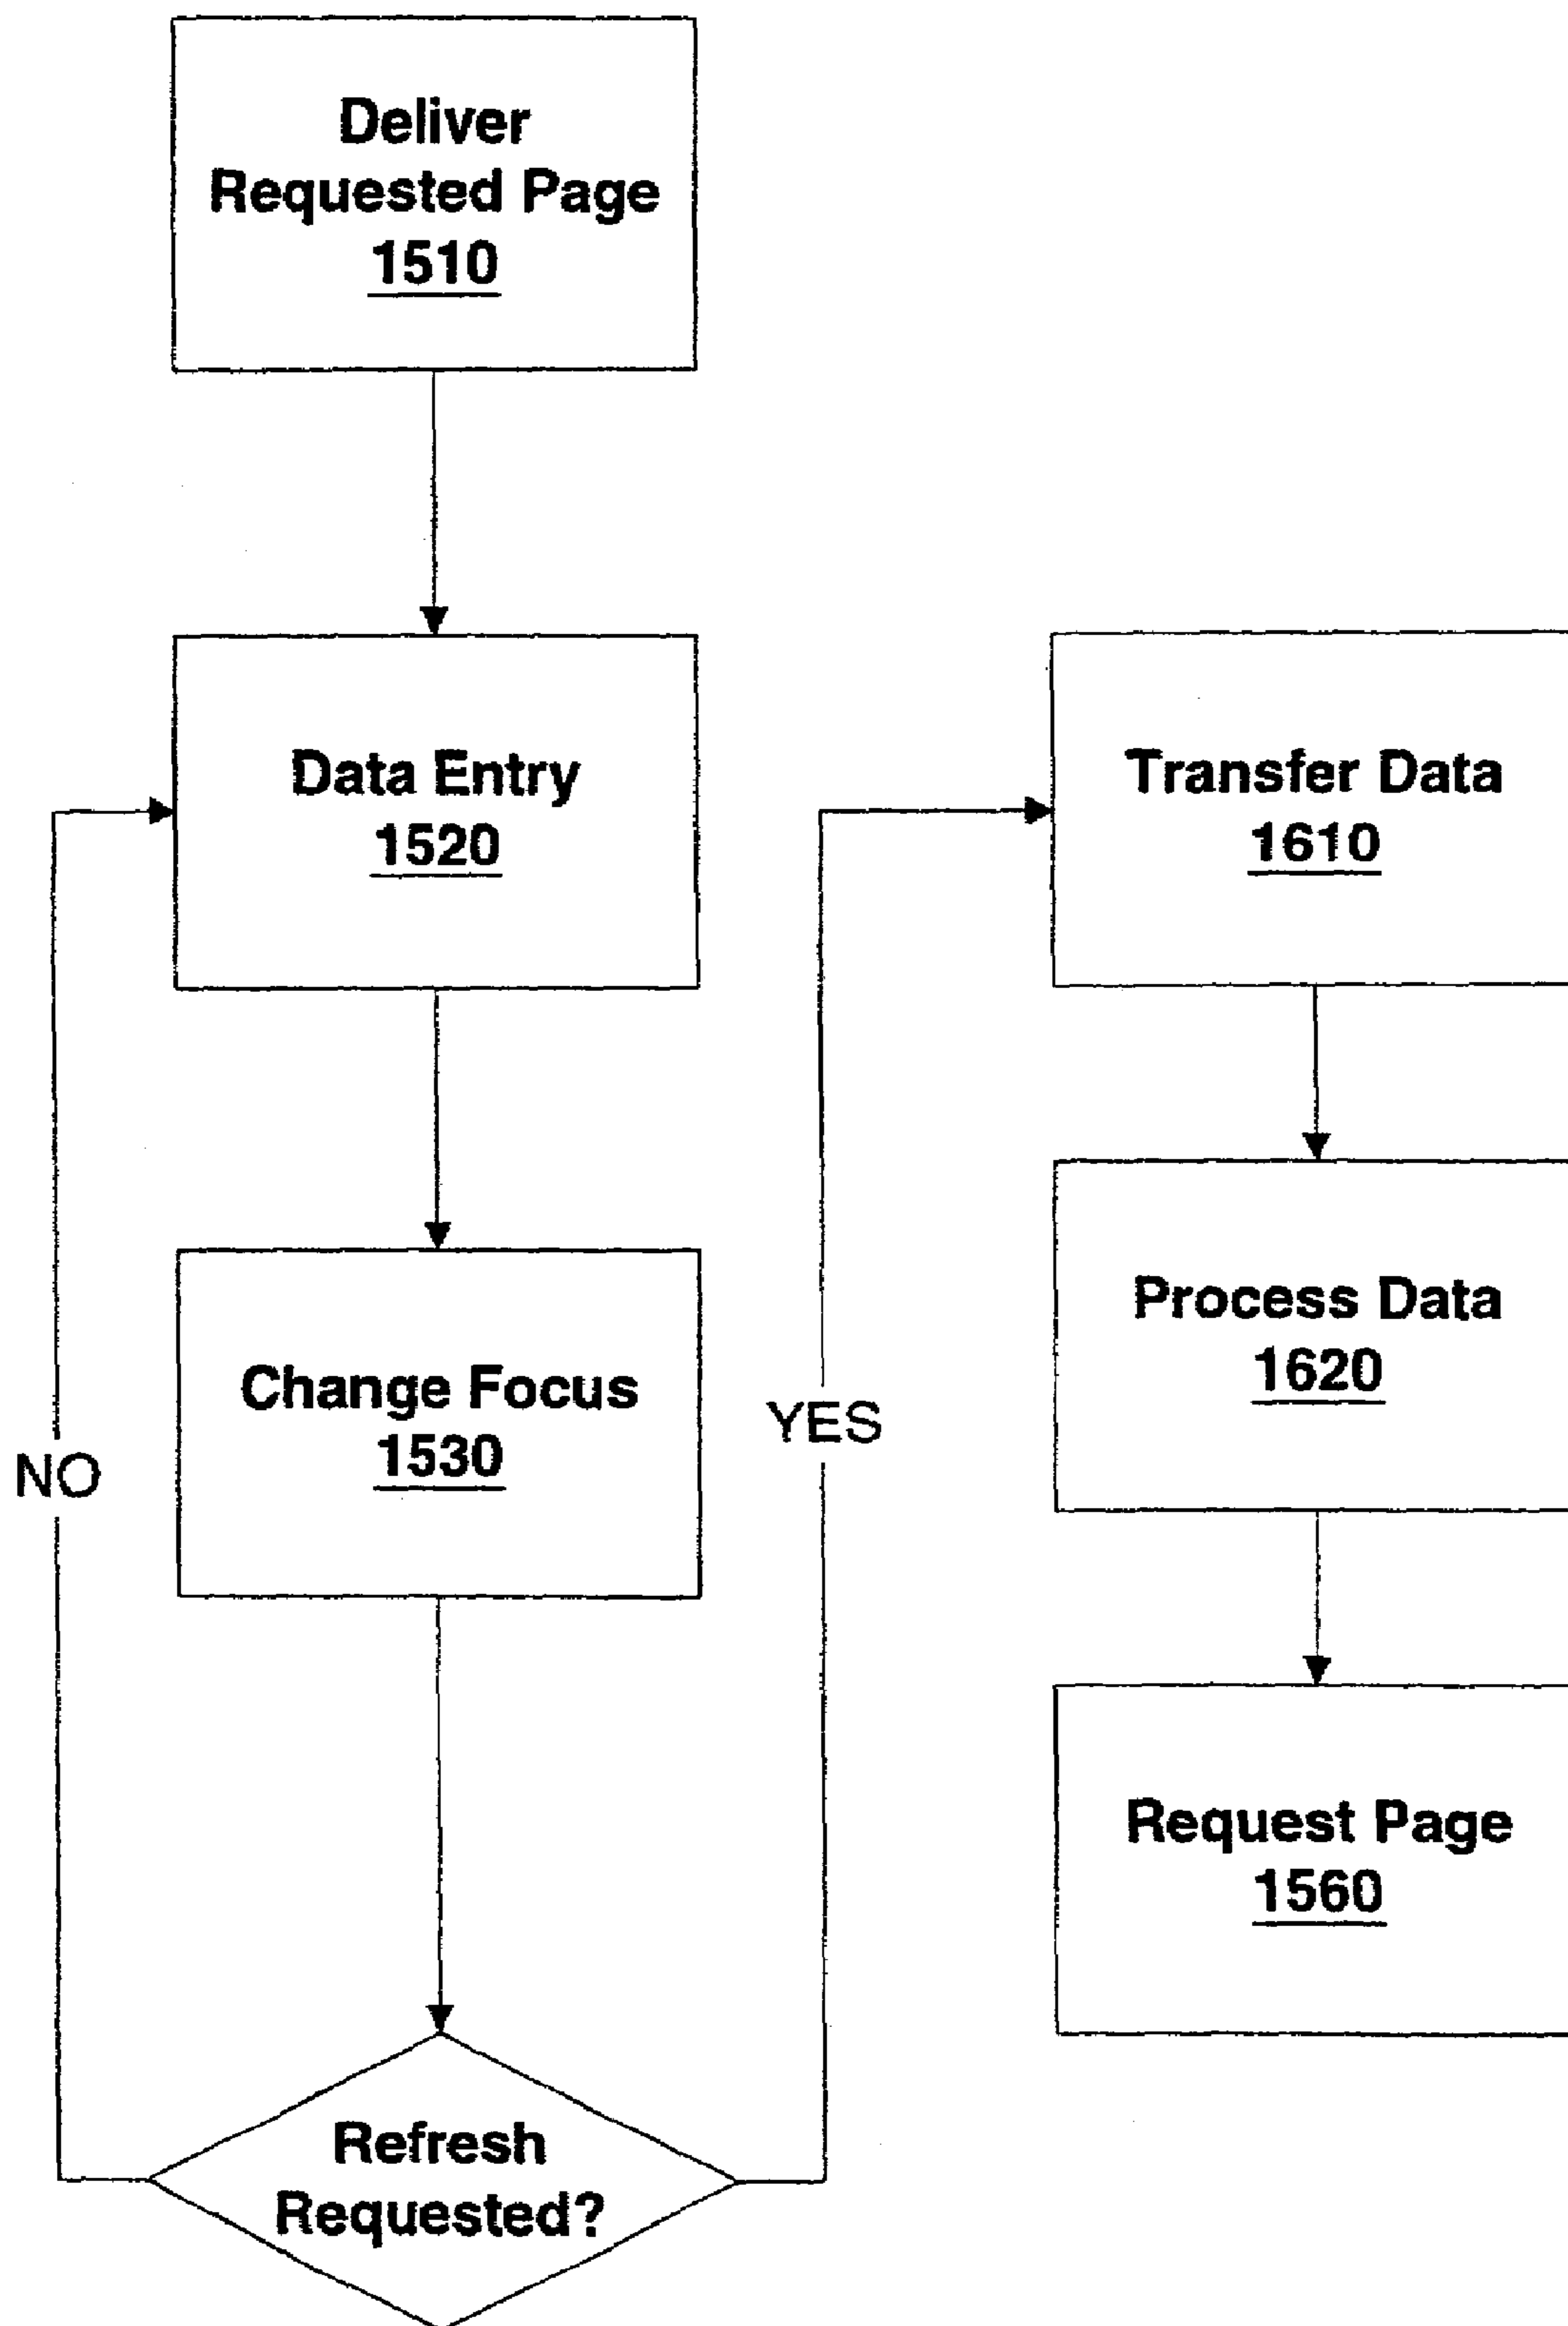 Deliver
Requested Page
1510
Data Entry
1520
Change Focus
1530
Refresh
Requested?
NO
YES
Transfer Data
1610
Process Data
1620
Request Page
1560